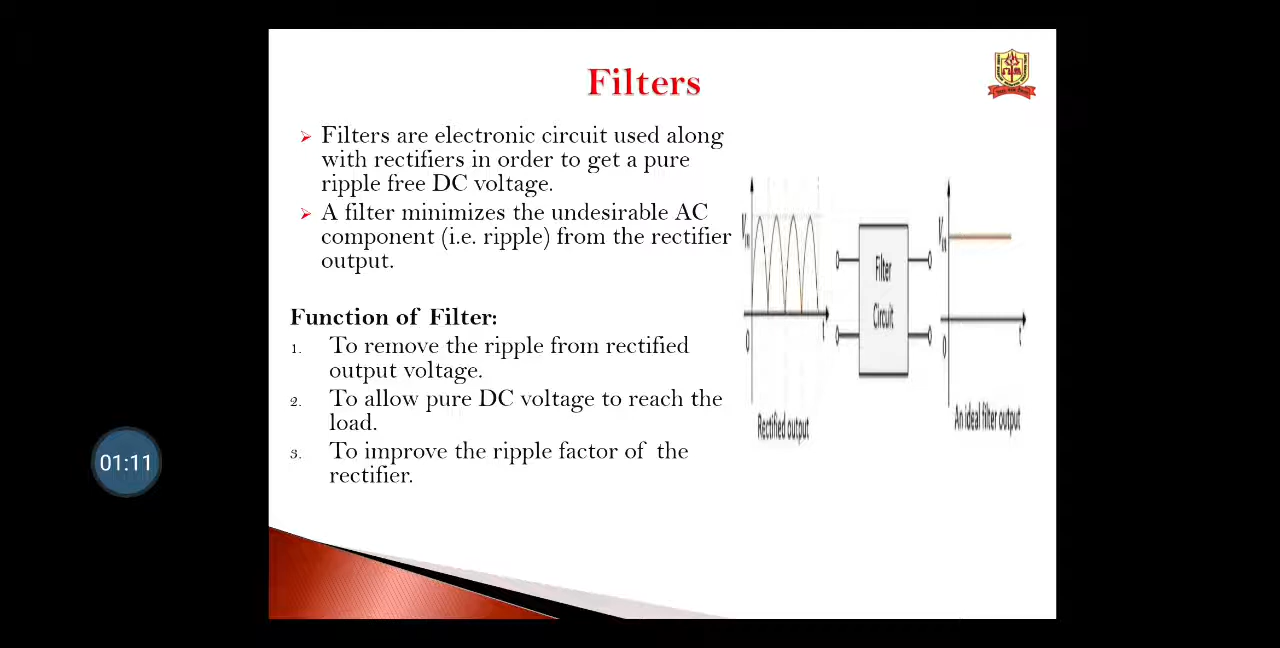 Filters
Filters are electronic circuit used along
with rectifiers in order to get a pure
ripple free DC voltage.
A filter minimizes the undesirable AC
component (i.e. ripple) from the rectifier
output.
Function of Filter:
1. To remove the ripple from rectified
output voltage.
2. To allow pure DC voltage to reach the
load.
3. To improve the ripple factor of the
rectifier.
0
t
Rectified output
Filter
Circuit
0
t
An ideal filter output
01:11